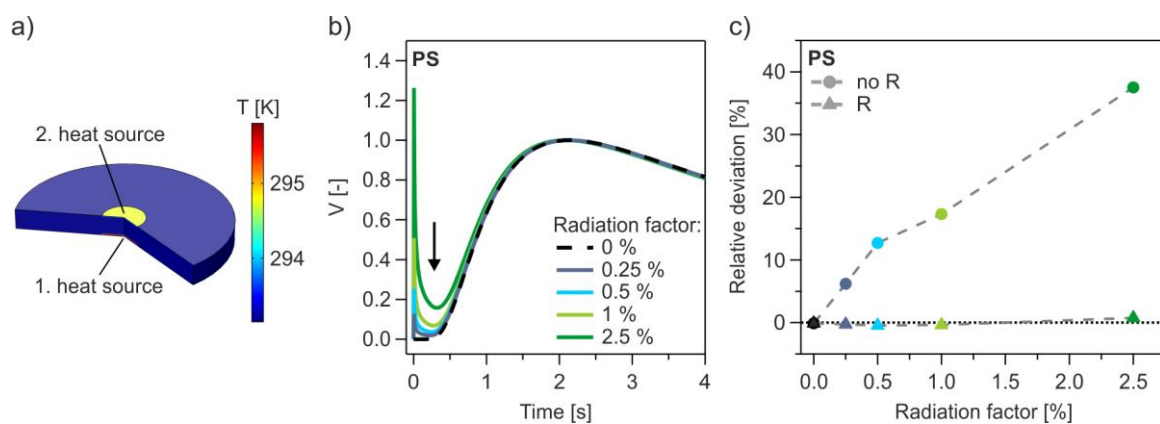 a)
T [K]
2. heat source
295
294
1. heat source
b)
PS
1.4
1.2
1.0
0.8
0.6
0.4
0.2
0.0
V [-]
Radiation factor:
0 %
0.25 %
0.5 %
1 %
2.5 %
0
1
2
3
4
Time [s]
c)
PS
no R
R
40
30
20
10
0
Relative deviation [%]
0.0
0.5
1.0
1.5
2.0
2.5
Radiation factor [%]